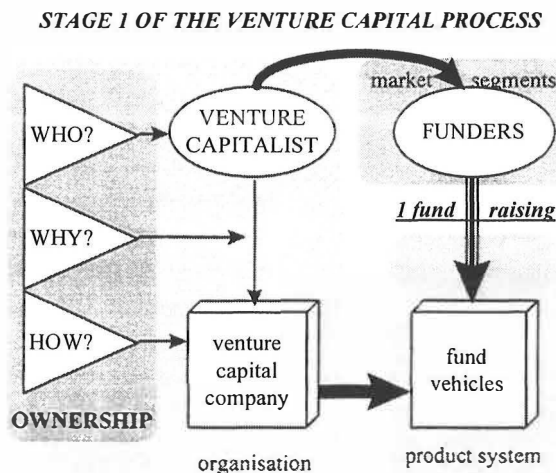 STAGE 1 OF THE VENTURE CAPITAL PROCESS
market segments
WHO?
VENTURE
CAPITALIST
FUNDERS
1 fund raising
WHY?
HOW?
venture
capital
company
fund
vehicles
OWNERSHIP
organisation
product system